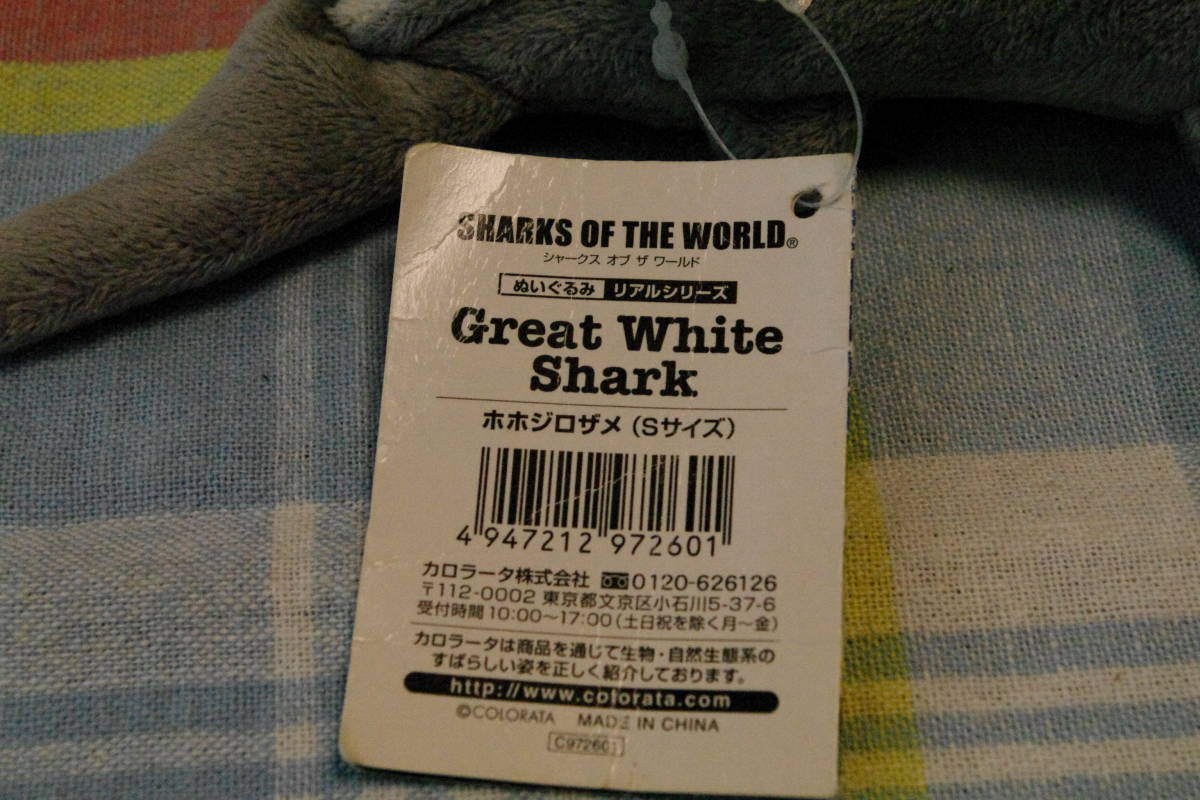 SHARKS OF THE WORLD®
シャークス オブ ザ ワールド
ぬいぐるみ リアルシリーズ
Great White
Shark
ホホジロザメ (Sサイズ)
4 947212 972601
カロラータ株式会社 0120-626126
〒112-0002 東京都文京区小石川5-37-6
受付時間10:00～17:00(土日祝を除く月～金)
カロラータは商品を通じて生物・自然生態系の
すばらしい姿を正しく紹介しております。
http://www.colorata.com
©COLORATA MADE IN CHINA
C972601